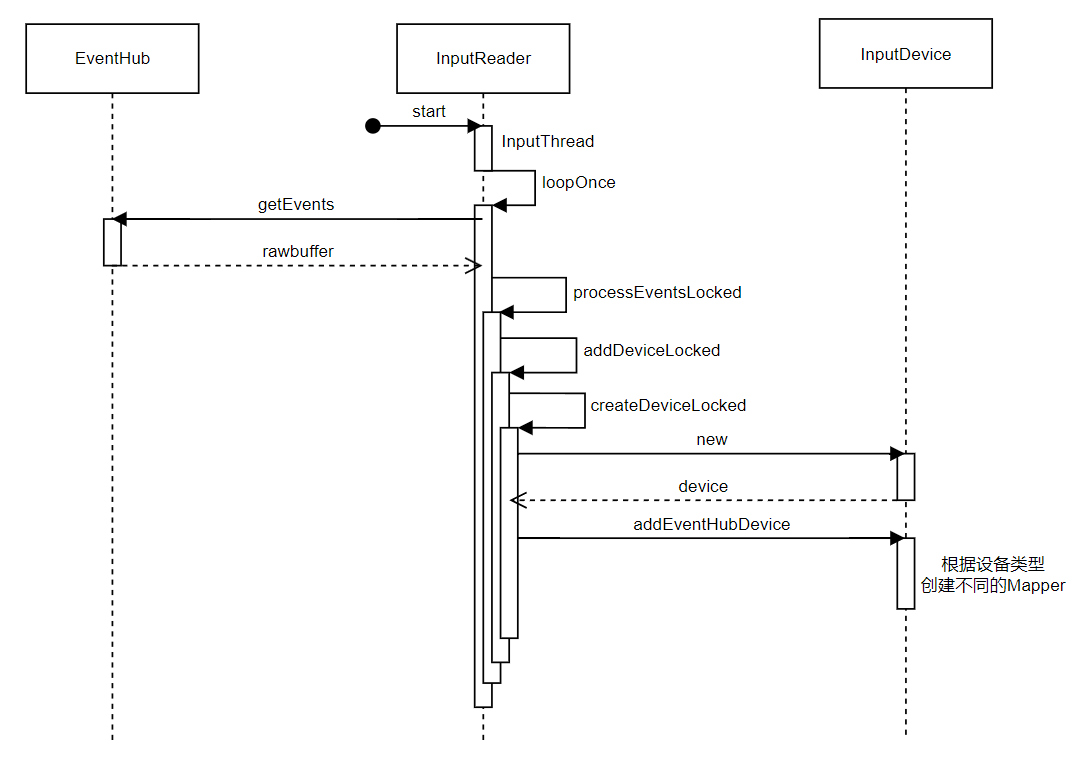 EventHub
InputReader
InputDevice
start
InputThread
loopOnce
getEvents
rawbuffer
processEventsLocked
addDeviceLocked
createDeviceLocked
new
device
addEventHubDevice
根据设备类型
创建不同的Mapper